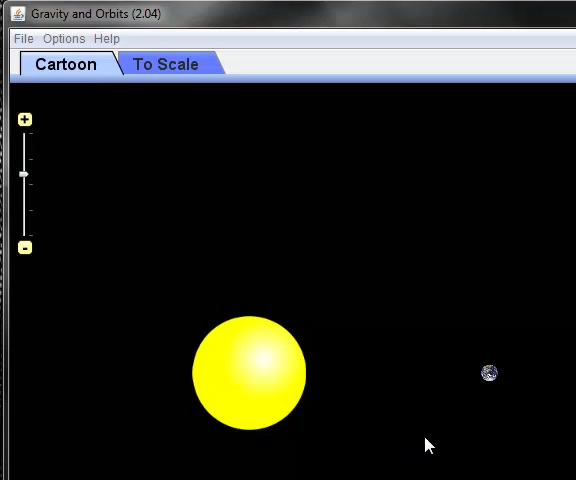 Gravity and Orbits (2.04)
File Options Help
Cartoon To Scale
+
-